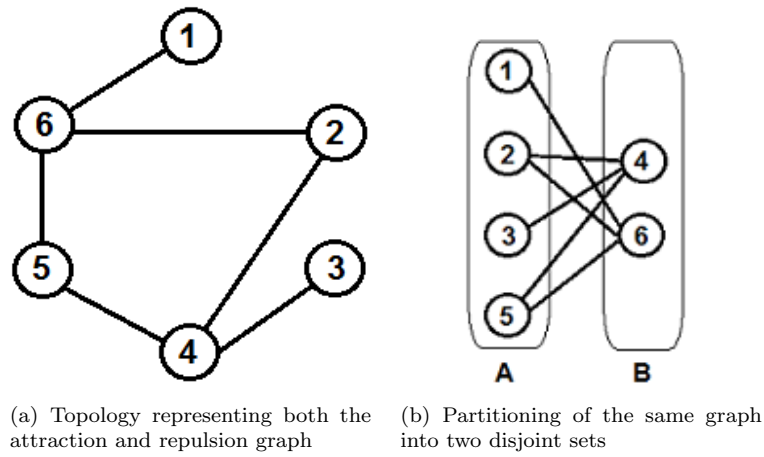 1
6
2
5
3
4
1
2
4
3
6
5
A
B
(a) Topology representing both the
attraction and repulsion graph
(b) Partitioning of the same graph
into two disjoint sets